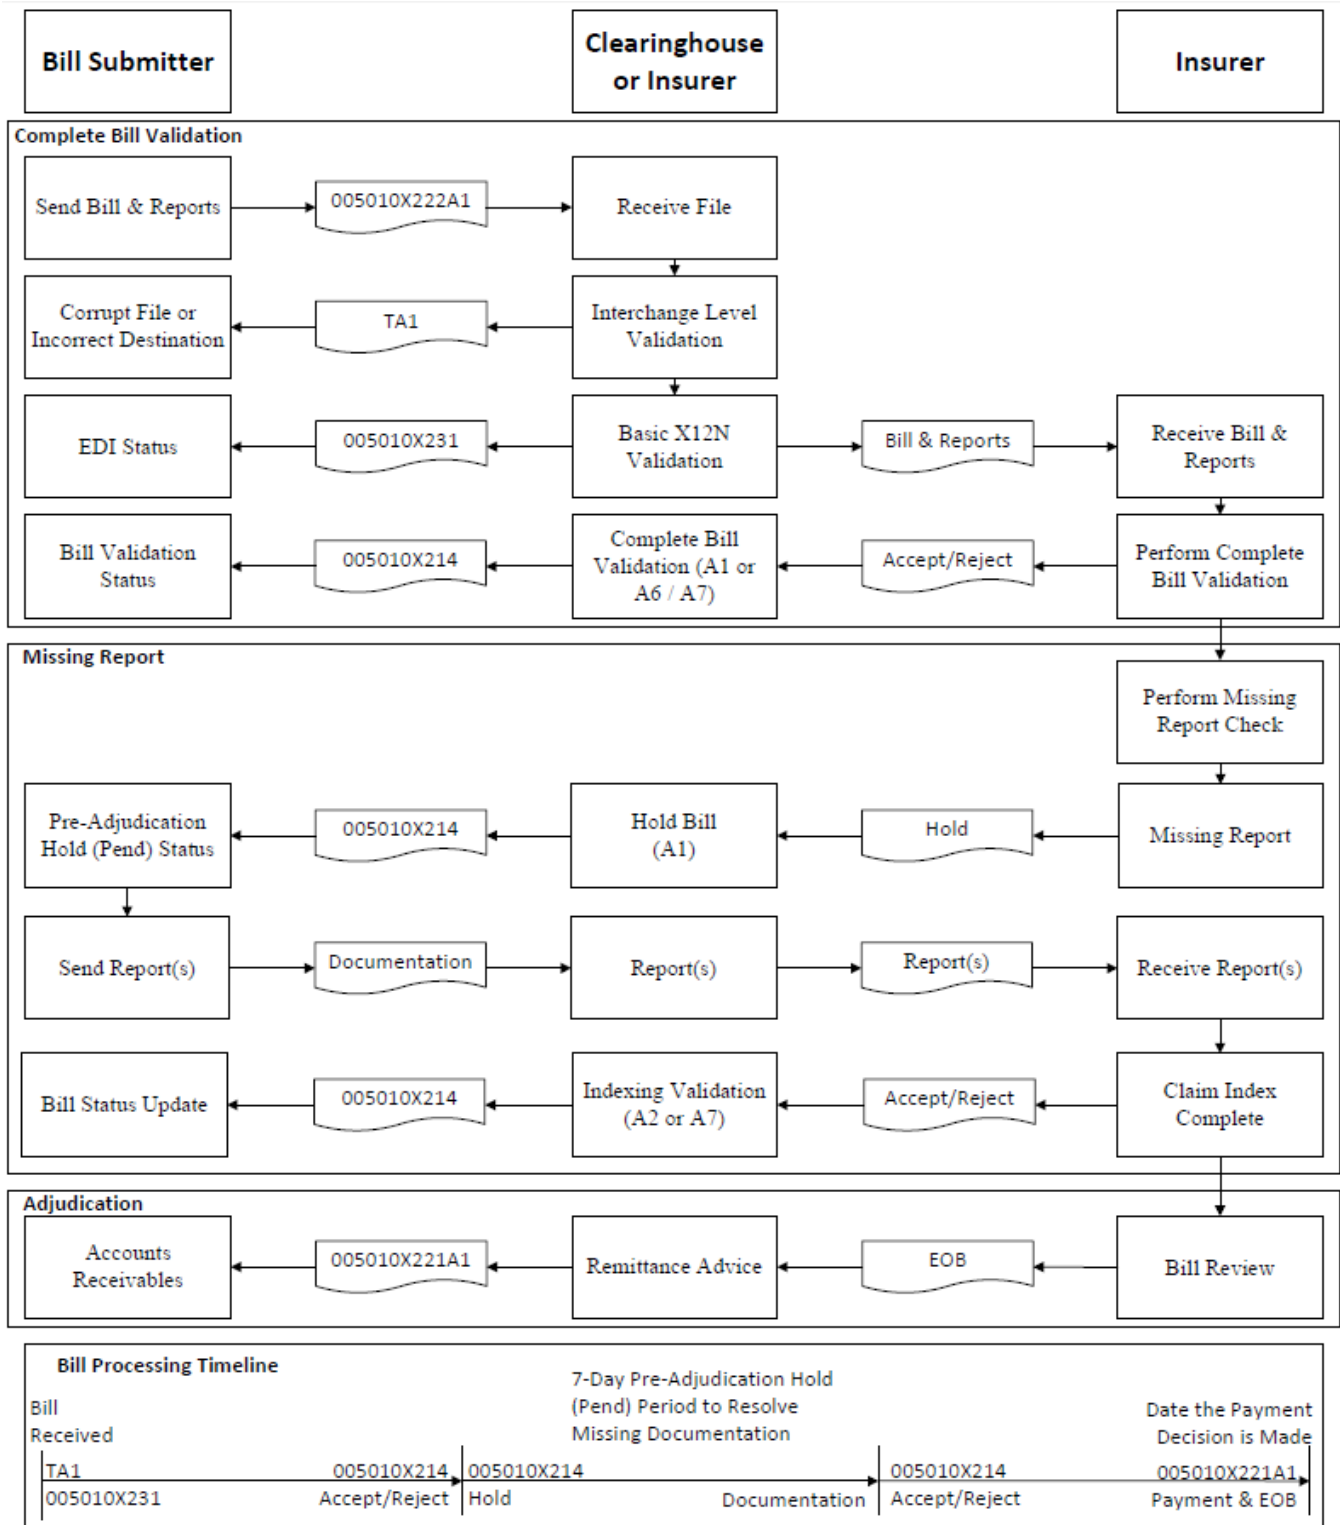 Bill Submitter
Clearinghouse
or Insurer
Insurer
Complete Bill Validation
Send Bill & Reports
005010X222A1
Receive File
Corrupt File or
Incorrect Destination
TA1
Interchange Level
Validation
EDI Status
005010X231
Basic X12N
Validation
Bill & Reports
Receive Bill &
Reports
Bill Validation
Status
005010X214
Complete Bill
Validation (A1 or
A6 / A7)
Accept/Reject
Perform Complete
Bill Validation
Missing Report
Perform Missing
Report Check
Pre-Adjudication
Hold (Pend) Status
005010X214
Hold Bill
(A1)
Hold
Missing Report
Send Report(s)
Documentation
Report(s)
Report(s)
Receive Report(s)
Bill Status Update
005010X214
Indexing Validation
(A2 or A7)
Accept/Reject
Claim Index
Complete
Adjudication
Accounts
Receivables
005010X221A1
Remittance Advice
EOB
Bill Review
Bill Processing Timeline
Bill
Received
7-Day Pre-Adjudication Hold
(Pend) Period to Resolve
Missing Documentation
Date the Payment
Decision is Made
TA1
005010X214
005010X214
005010X214
005010X221A1
005010X231
Accept/Reject
Hold
Documentation
Accept/Reject
Payment & EOB